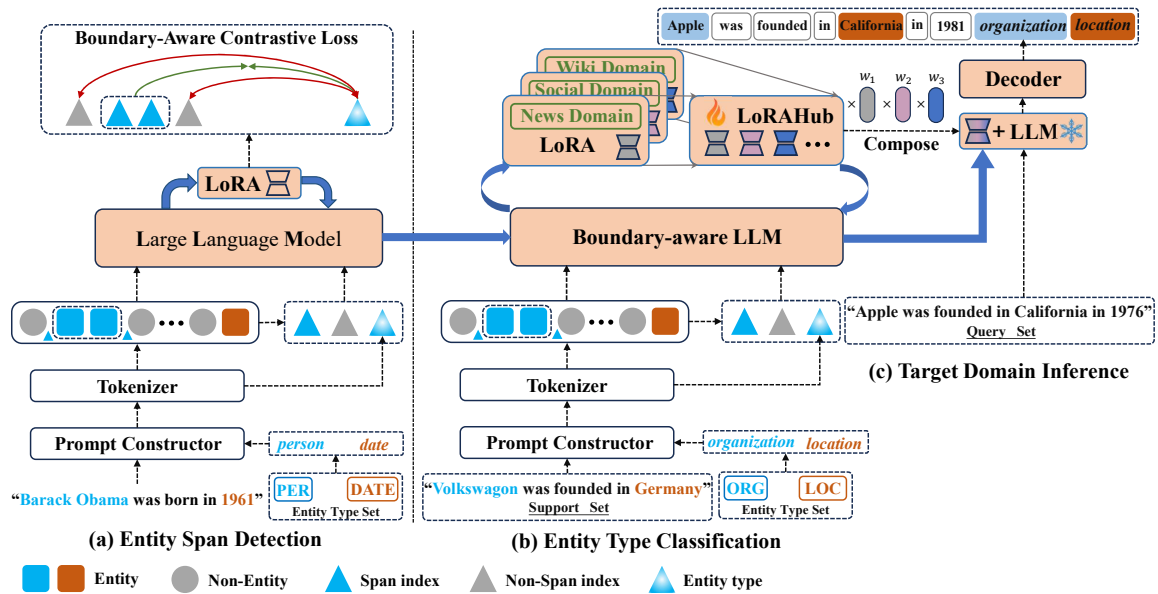 Boundary-Aware Contrastive Loss
LoRA
Large Language Model
Tokenizer
Prompt Constructor
person date
PER DATE
Entity Type Set
“Barack Obama was born in 1961”
(a) Entity Span Detection
Wiki Domain
Social Domain
News Domain
LoRA
LoRAHub
Boundary-aware LLM
Tokenizer
Prompt Constructor
organization location
ORG LOC
Entity Type Set
“Volkswagon was founded in Germany”
Support Set
(b) Entity Type Classification
Apple was founded in California in 1981 organization location
Decoder
w1 w2 w3
× × ×
Compose
+ LLM
“Apple was founded in California in 1976”
Query Set
(c) Target Domain Inference
Entity Non-Entity Span index Non-Span index Entity type